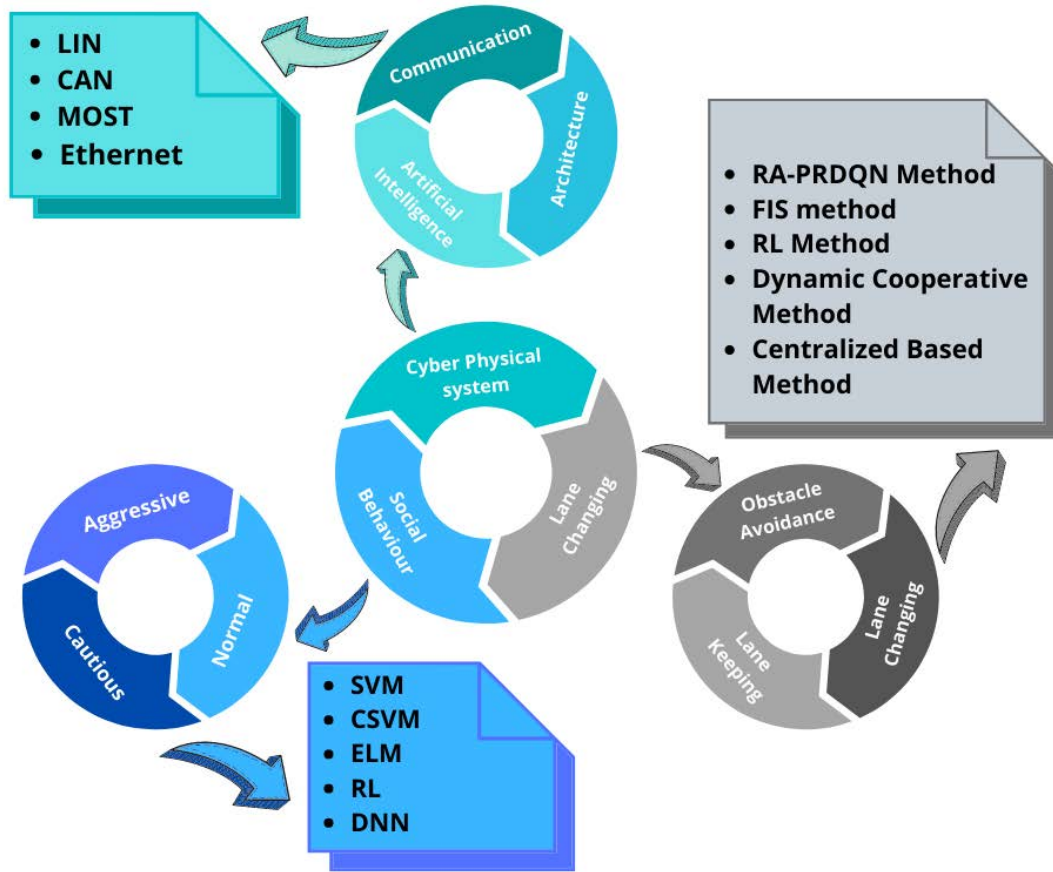 LIN
CAN
MOST
Ethernet
Communication
Architecture
Artificial
Intelligence
RA-PRDQN Method
FIS method
RL Method
Dynamic Cooperative
Method
Centralized Based
Method
Cyber Physical
system
Social
Behaviour
Lane
Changing
Aggressive
Normal
Cautious
Obstacle
Avoidance
Lane
Changing
Lane
Keeping
SVM
CSVM
ELM
RL
DNN